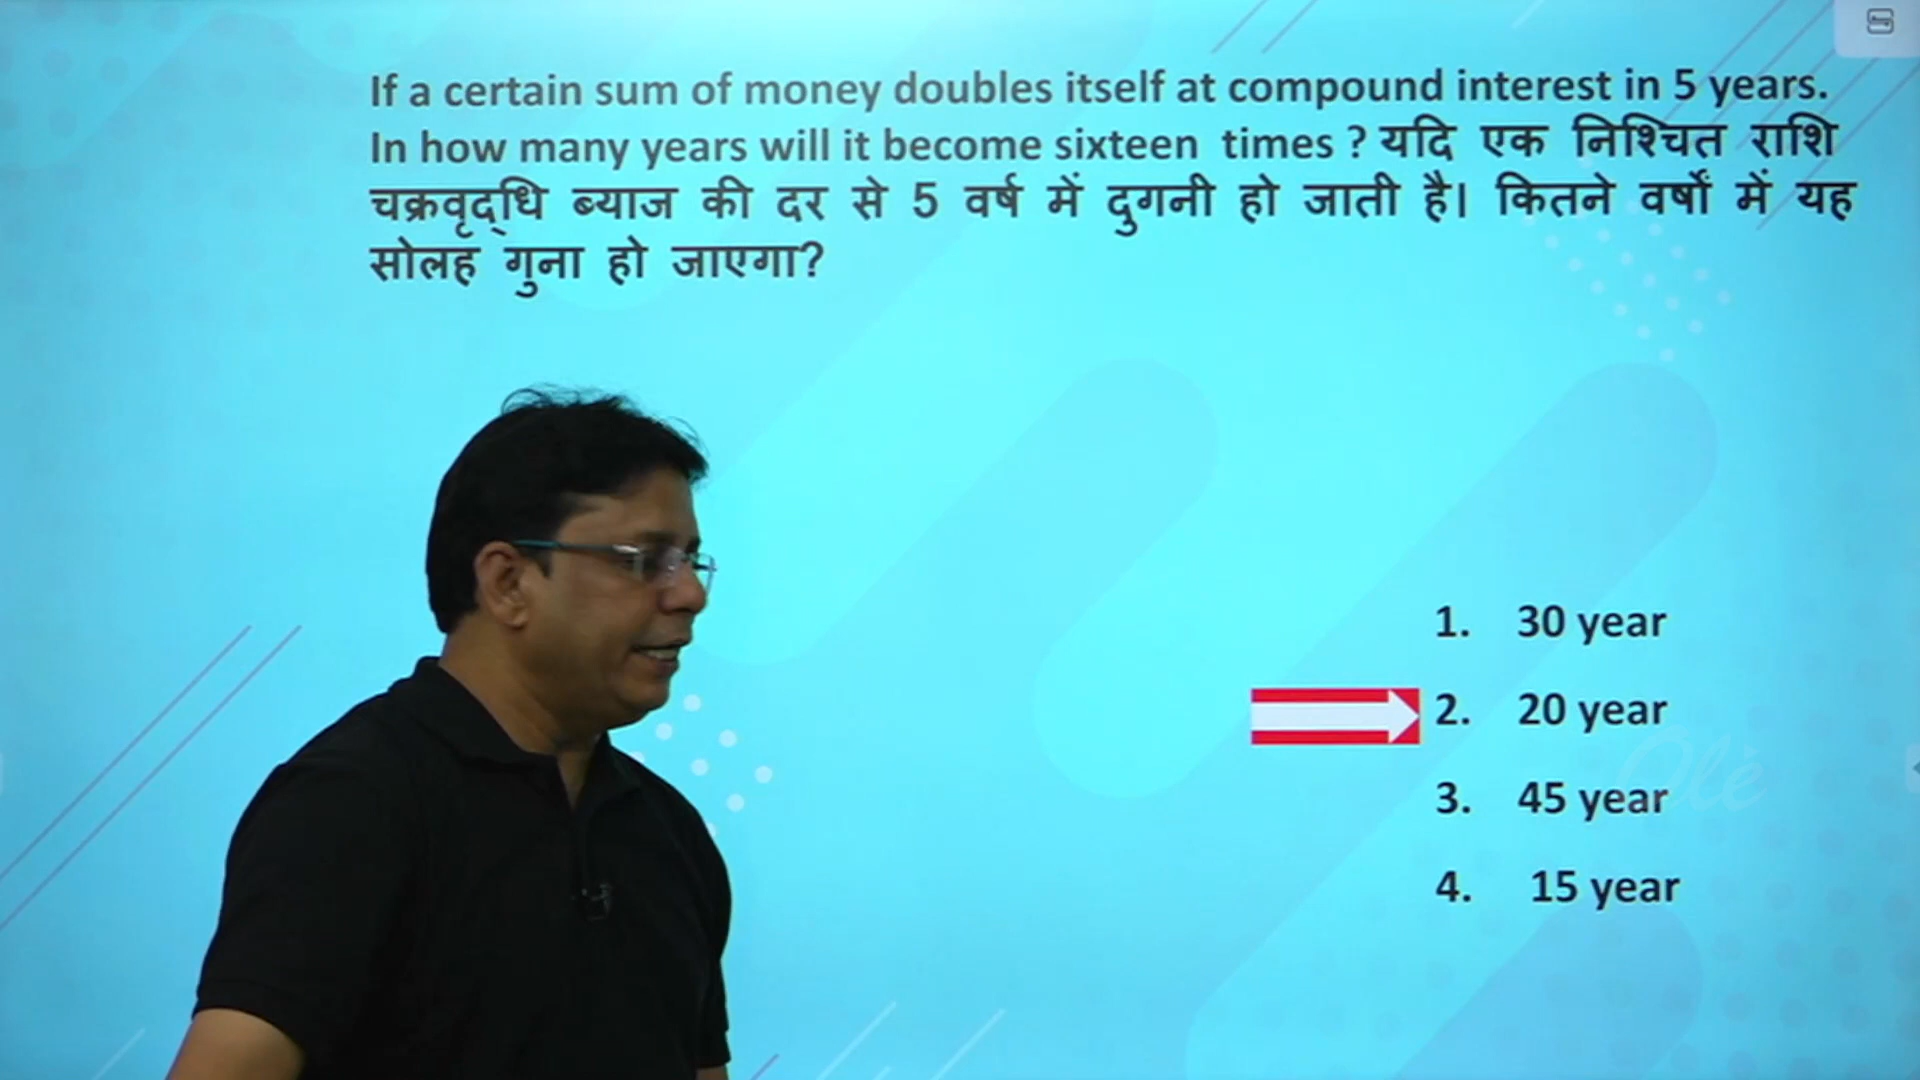 If a certain sum of money doubles itself at compound interest in 5 years.
In how many years will it become sixteen times ? यदि एक निश्चित राशि
चक्रवृद्धि ब्याज की दर से 5 वर्ष में दुगनी हो जाती है। कितने वर्षों में यह
सोलह गुना हो जाएगा?
1. 30 year
2. 20 year
3. 45 year
4. 15 year
Olè